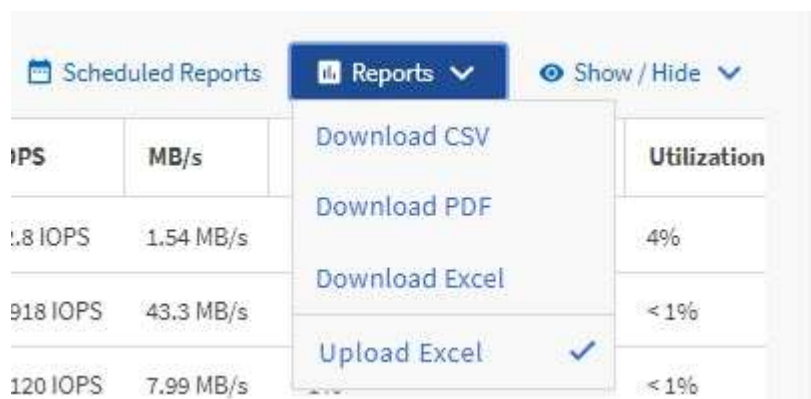 Scheduled Reports Reports Show / Hide
MB/s Utilization
Download CSV
Download PDF
.8 IOPS 1.54 MB/s 4%
Download Excel
918 IOPS 43.3 MB/s < 1%
Upload Excel
120 IOPS 7.99 MB/s < 1%